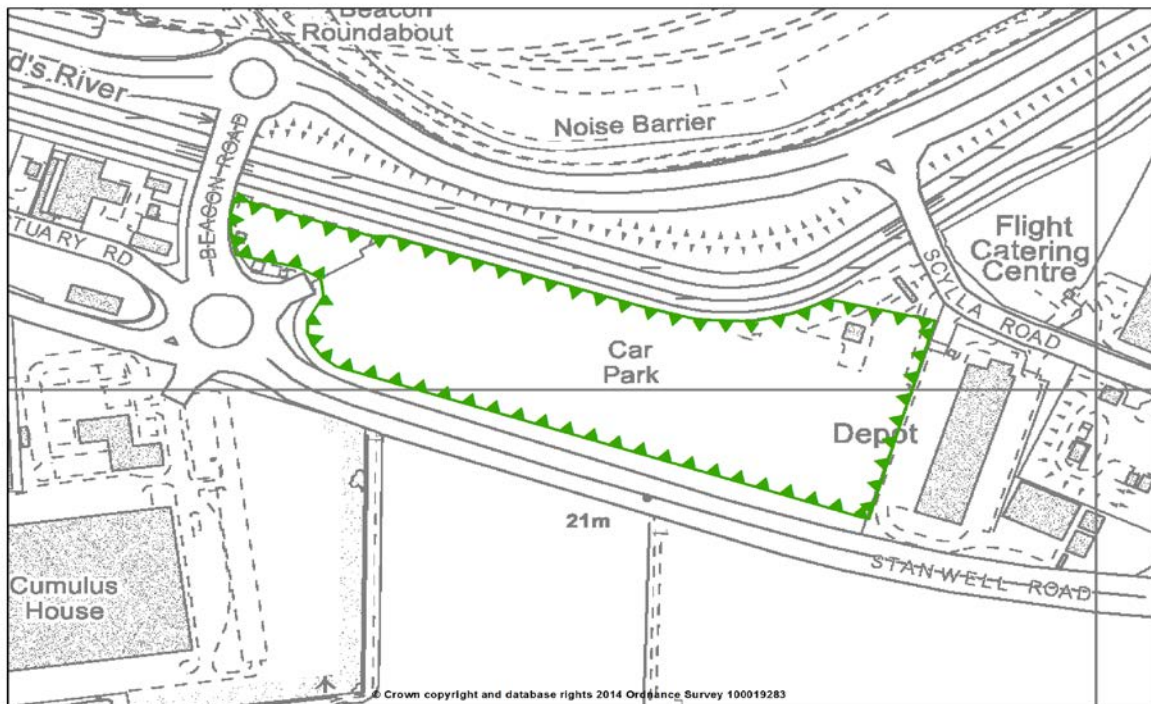 Beacon
Roundabout
d's River
Noise Barrier
BEACON ROAD
TUARY RD
Flight
Catering
Centre
SCYLLA ROAD
Car
Park
Depot
21m
STANWELL ROAD
Cumulus
House
© Crown copyright and database rights 2014 Ordnance Survey 100019283